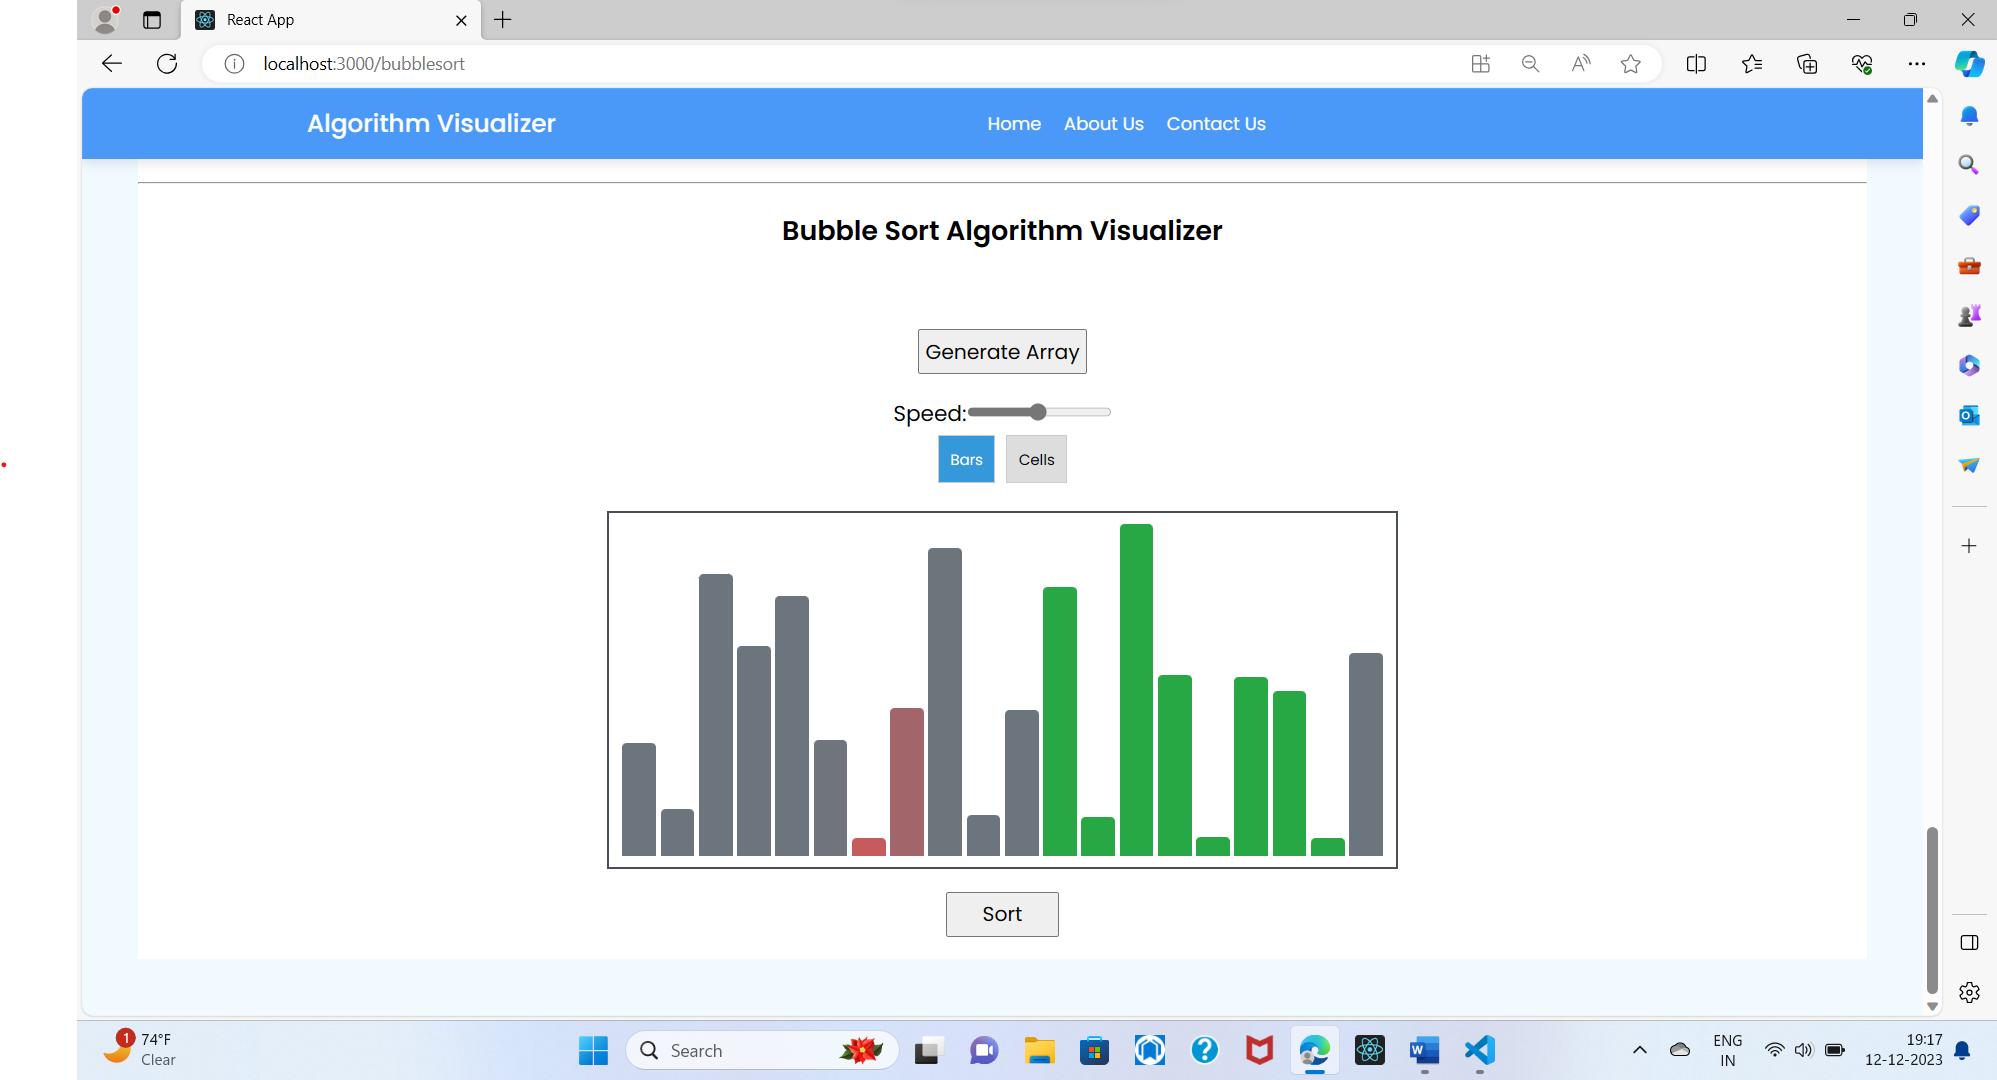 React App
localhost:3000/bubblesort
Algorithm Visualizer
Home About Us Contact Us
Bubble Sort Algorithm Visualizer
Generate Array
Speed:
Bars Cells
Sort
1
74°F
Clear
Search
ENG
IN
19:17
12-12-2023